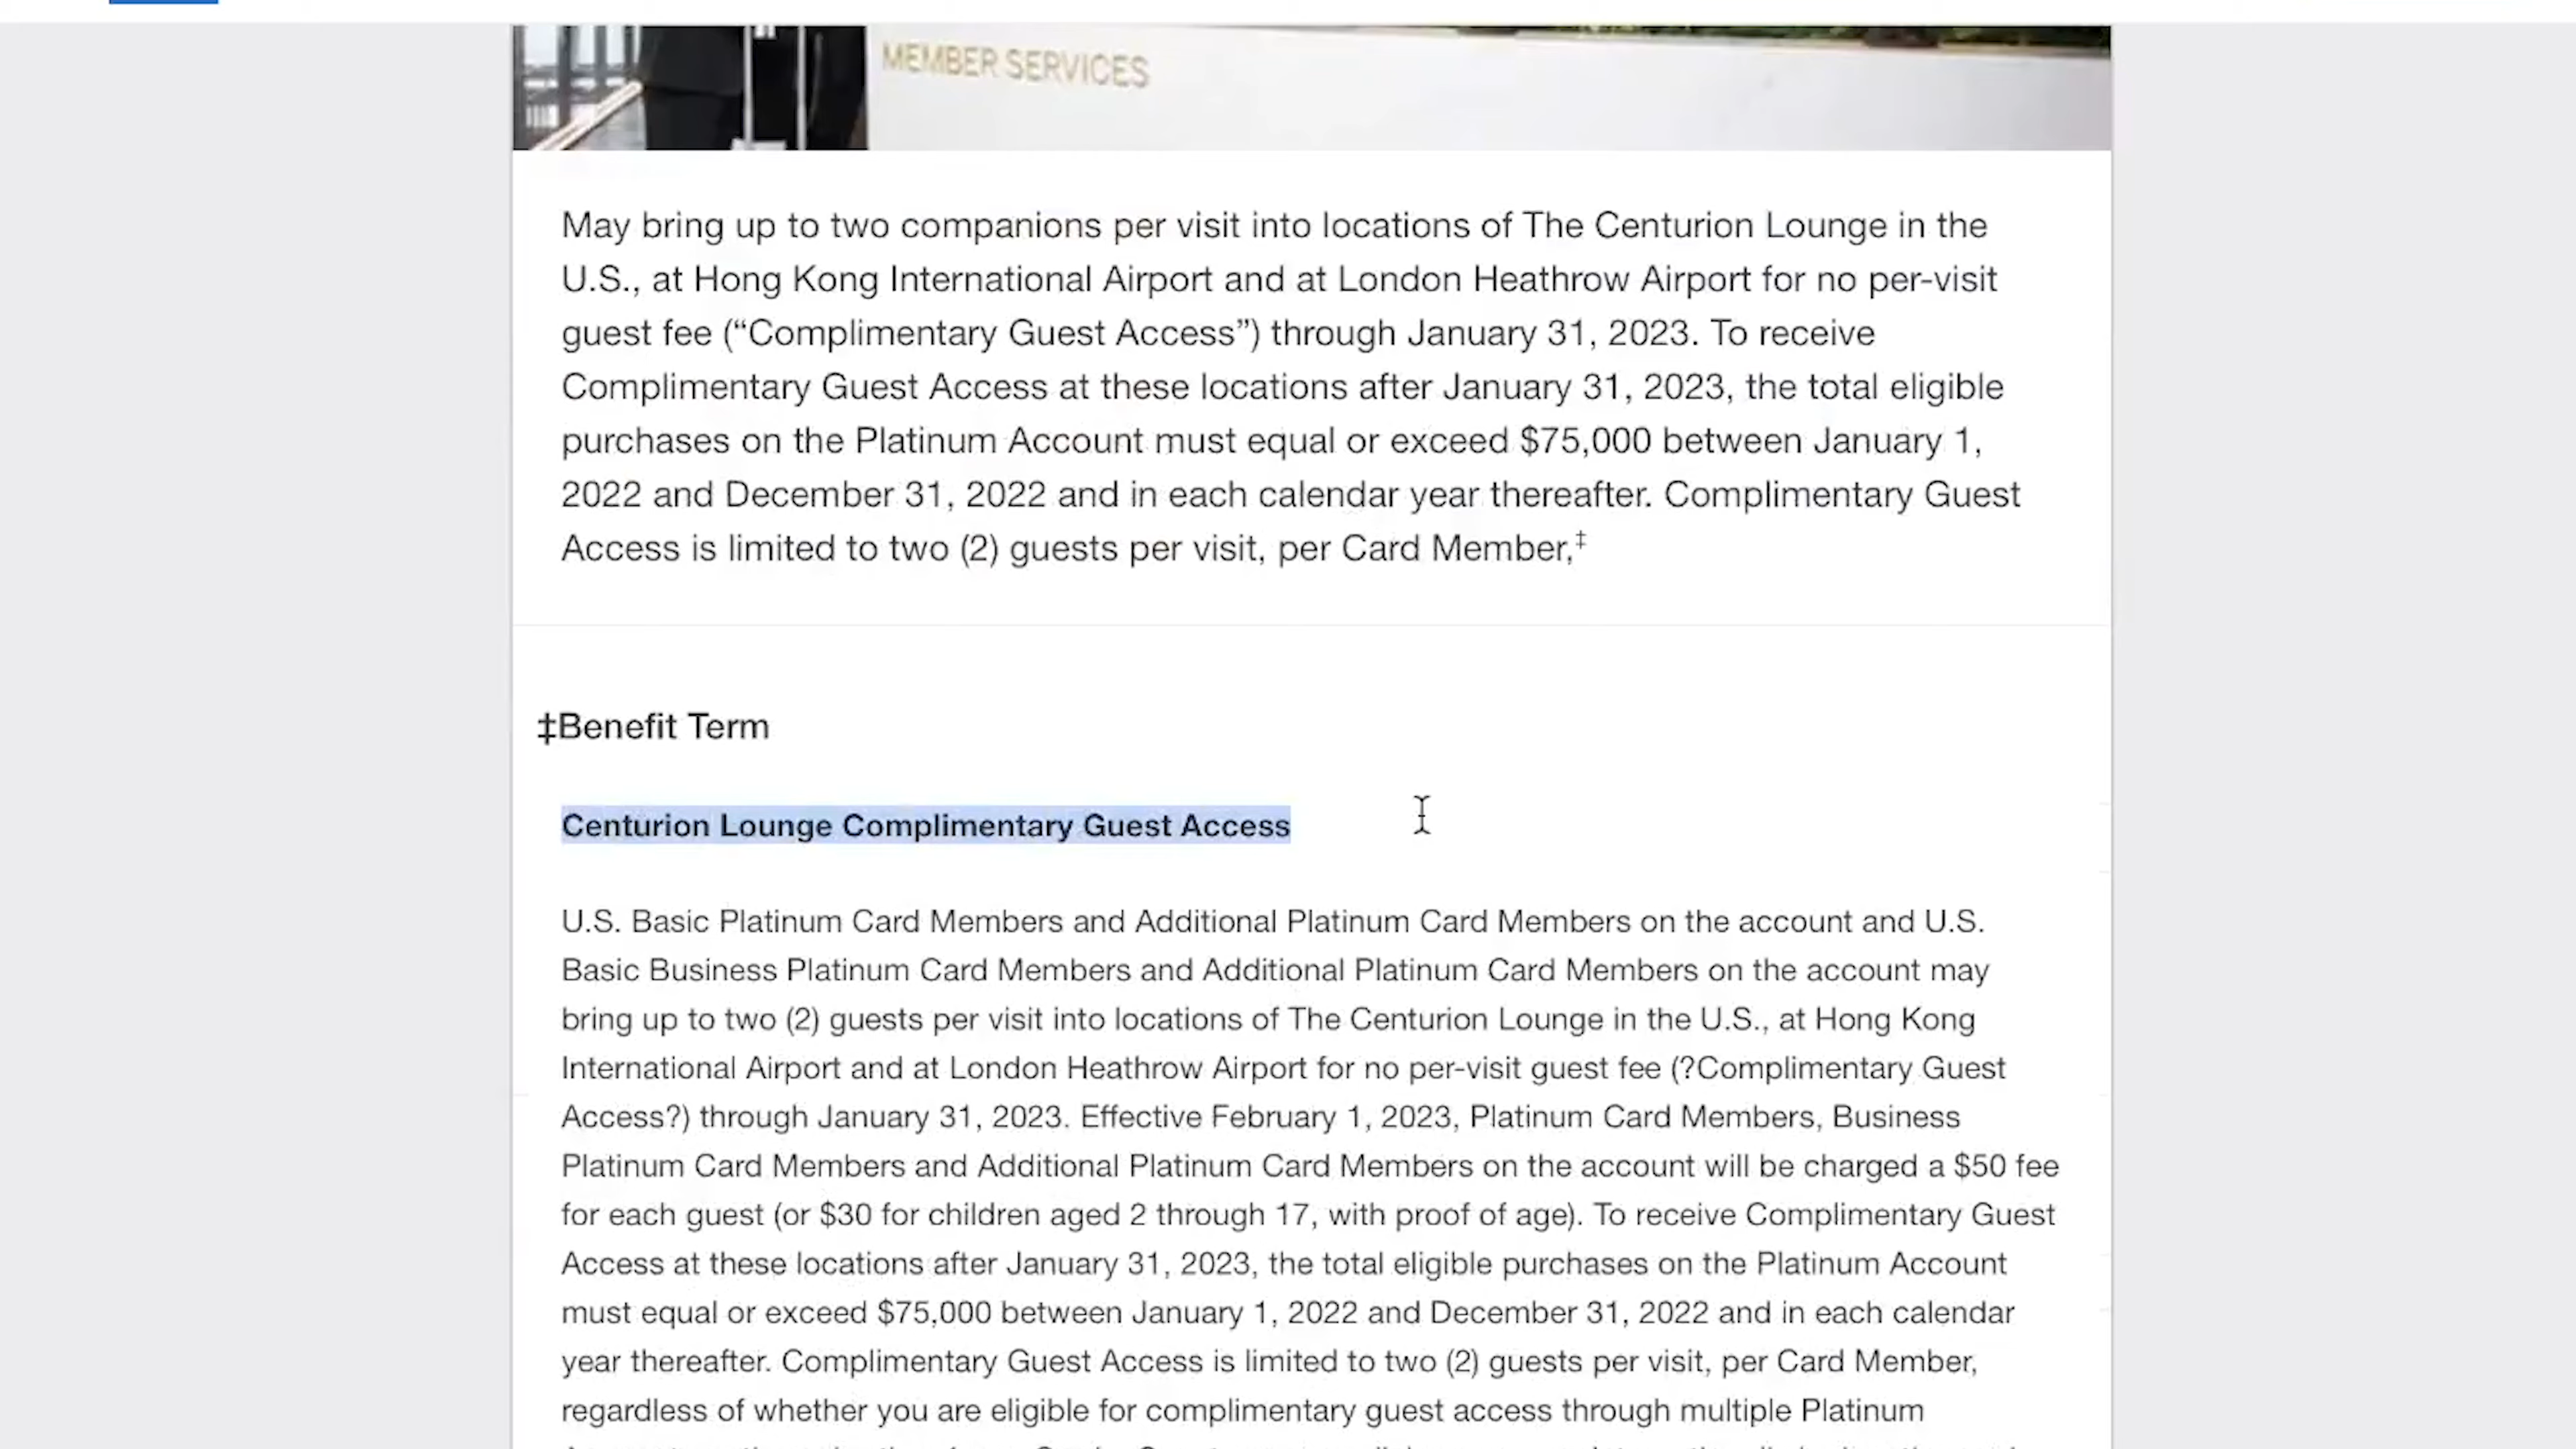 MEMBER SERVICES
May bring up to two companions per visit into locations of The Centurion Lounge in the
U.S., at Hong Kong International Airport and at London Heathrow Airport for no per-visit
guest fee (“Complimentary Guest Access”) through January 31, 2023. To receive
Complimentary Guest Access at these locations after January 31, 2023, the total eligible
purchases on the Platinum Account must equal or exceed $75,000 between January 1,
2022 and December 31, 2022 and in each calendar year thereafter. Complimentary Guest
Access is limited to two (2) guests per visit, per Card Member,‡
‡Benefit Term
Centurion Lounge Complimentary Guest Access
U.S. Basic Platinum Card Members and Additional Platinum Card Members on the account and U.S.
Basic Business Platinum Card Members and Additional Platinum Card Members on the account may
bring up to two (2) guests per visit into locations of The Centurion Lounge in the U.S., at Hong Kong
International Airport and at London Heathrow Airport for no per-visit guest fee (?Complimentary Guest
Access?) through January 31, 2023. Effective February 1, 2023, Platinum Card Members, Business
Platinum Card Members and Additional Platinum Card Members on the account will be charged a $50 fee
for each guest (or $30 for children aged 2 through 17, with proof of age). To receive Complimentary Guest
Access at these locations after January 31, 2023, the total eligible purchases on the Platinum Account
must equal or exceed $75,000 between January 1, 2022 and December 31, 2022 and in each calendar
year thereafter. Complimentary Guest Access is limited to two (2) guests per visit, per Card Member,
regardless of whether you are eligible for complimentary guest access through multiple Platinum